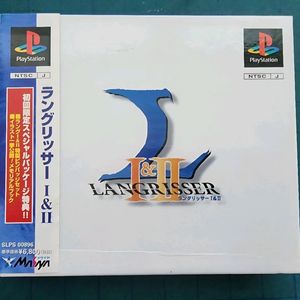 PlayStation
NTSC J
PlayStation
NTSC J
ラングリッサー I&II
初回限定スペシャルパッケージ特典!!
SLPS 00896
¥6,800
Masaya
L
I&II
LANGRISSER
ラングリッサー I&II